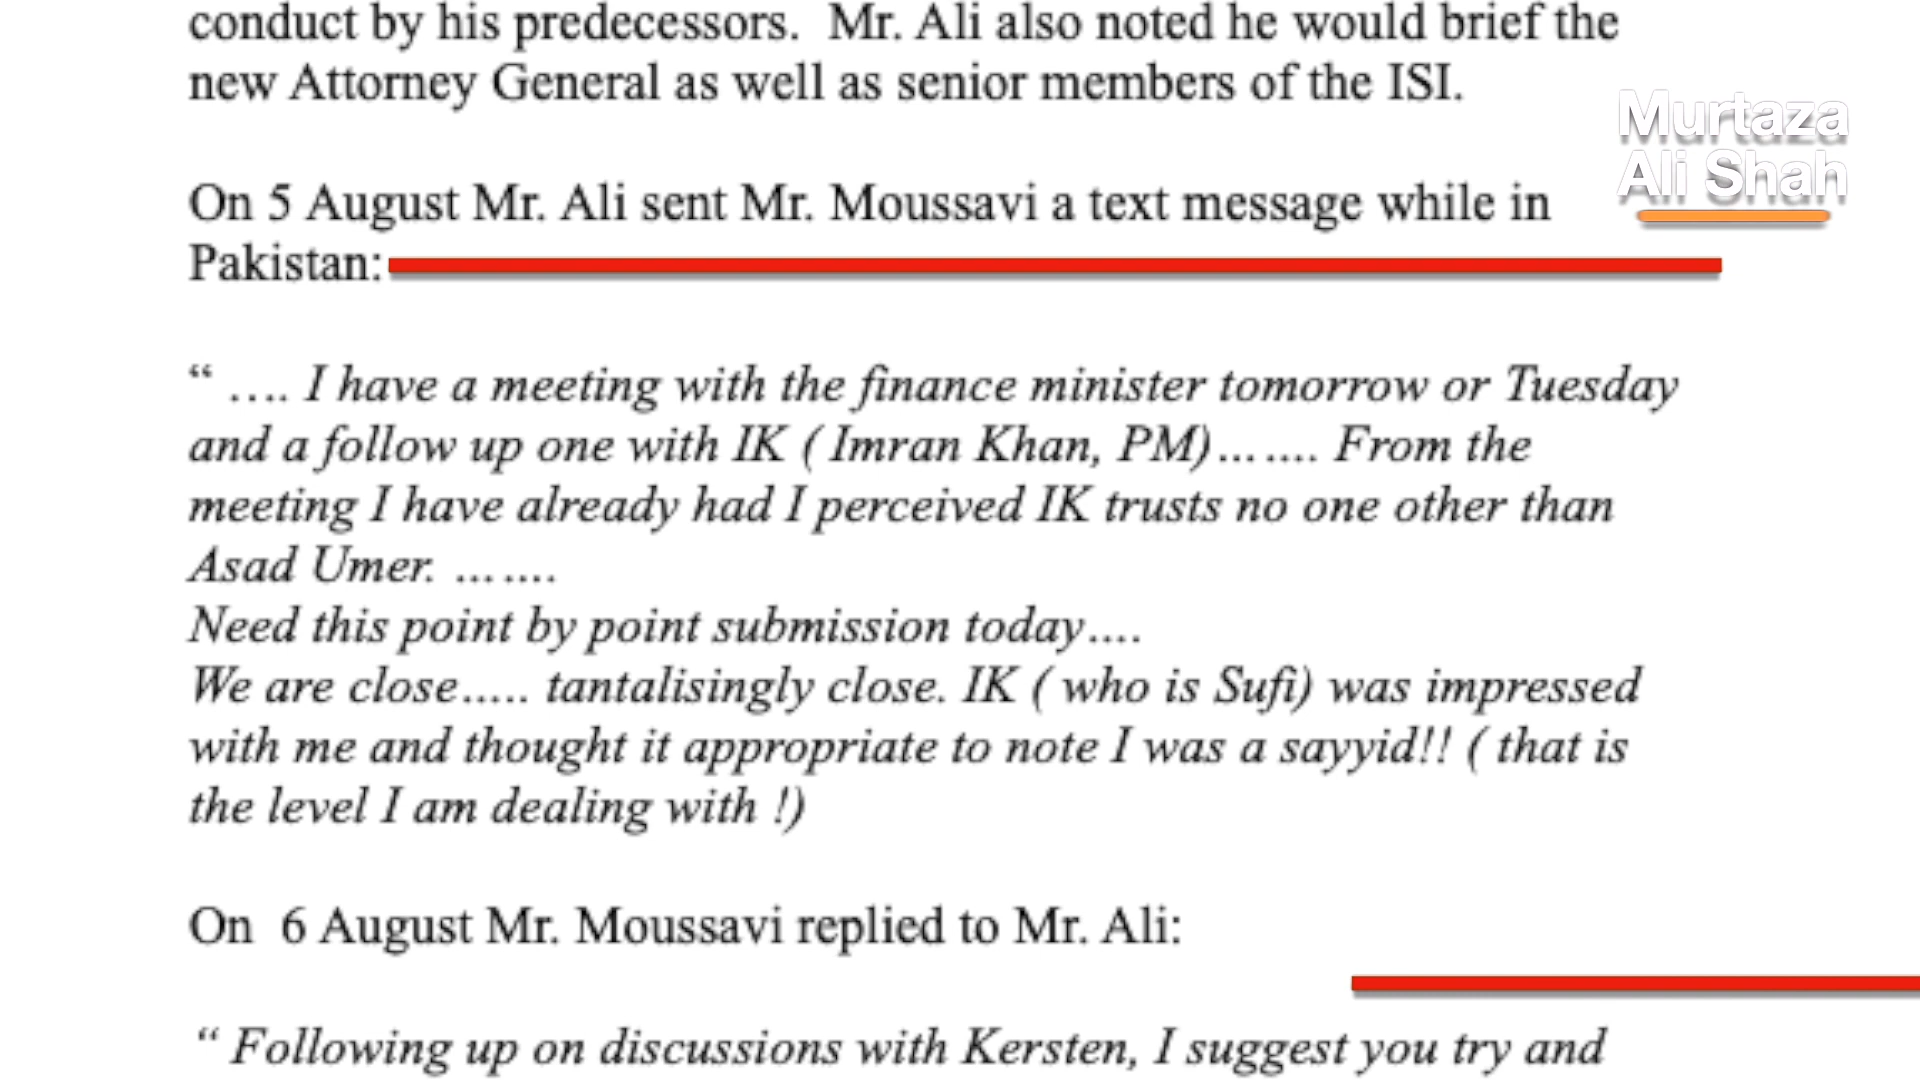 conduct by his predecessors.  Mr. Ali also noted he would brief the
new Attorney General as well as senior members of the ISI.
Murtaza
Ali Shah
On 5 August Mr. Ali sent Mr. Moussavi a text message while in
Pakistan:
“ …. I have a meeting with the finance minister tomorrow or Tuesday
and a follow up one with IK ( Imran Khan, PM)… …. From the
meeting I have already had I perceived IK trusts no one other than
Asad Umer. … ….
Need this point by point submission today….
We are close….. tantalisingly close. IK ( who is Sufi) was impressed
with me and thought it appropriate to note I was a sayyid!! ( that is
the level I am dealing with !)
On  6 August Mr. Moussavi replied to Mr. Ali:
“ Following up on discussions with Kersten, I suggest you try and